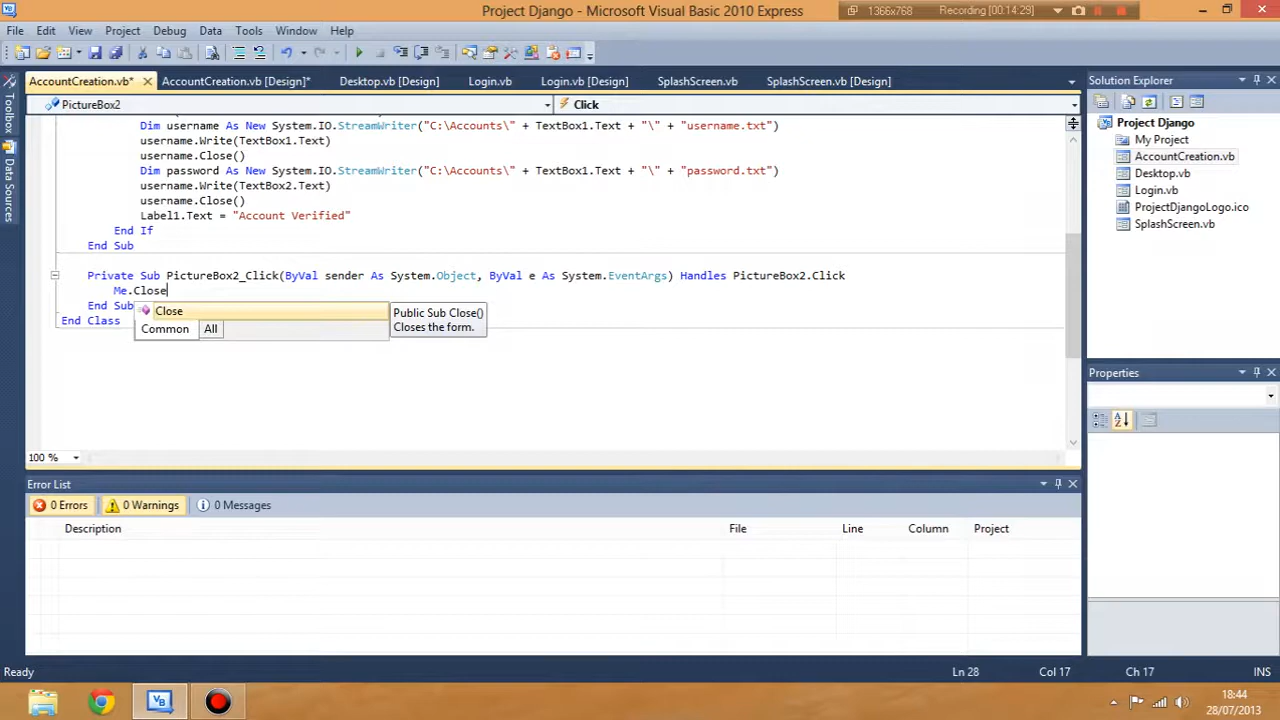 Project Django - Microsoft Visual Basic 2010 Express
1366x768
Recording [00:14:29]
File Edit View Project Debug Data Tools Window Help
AccountCreation.vb* AccountCreation.vb [Design]* Desktop.vb [Design] Login.vb Login.vb [Design] SplashScreen.vb SplashScreen.vb [Design]
PictureBox2 Click
Toolbox
Data Sources
Dim username As New System.IO.StreamWriter("C:\Accounts\" + TextBox1.Text + "\" + "username.txt")
username.Write(TextBox1.Text)
username.Close()
Dim password As New System.IO.StreamWriter("C:\Accounts\" + TextBox1.Text + "\" + "password.txt")
username.Write(TextBox2.Text)
username.Close()
Label1.Text = "Account Verified"
End If
End Sub
Private Sub PictureBox2_Click(ByVal sender As System.Object, ByVal e As System.EventArgs) Handles PictureBox2.Click
Me.Close
End Sub
End Class
Close
Common All
Public Sub Close()
Closes the form.
100 %
Solution Explorer
Project Django
My Project
AccountCreation.vb
Desktop.vb
Login.vb
ProjectDjangoLogo.ico
SplashScreen.vb
Properties
Error List
0 Errors 0 Warnings 0 Messages
Description File Line Column Project
Ready Ln 28 Col 17 Ch 17 INS
18:44
28/07/2013